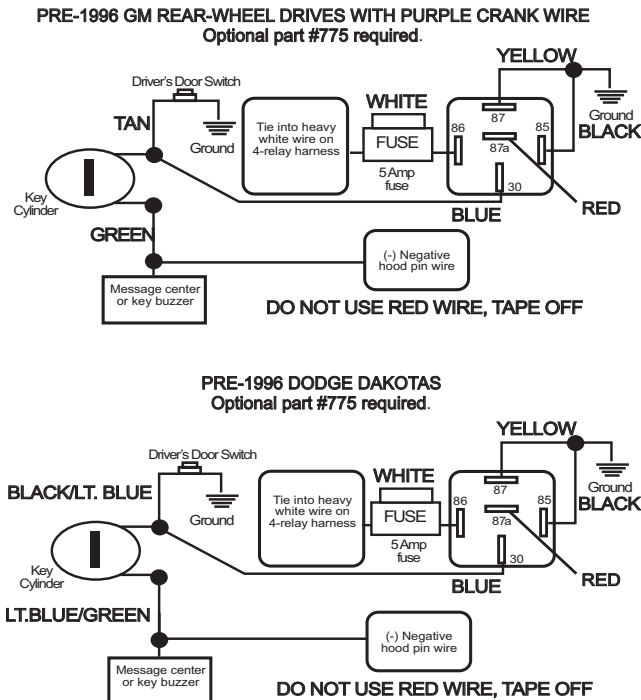 PRE-1996 GM REAR-WHEEL DRIVES WITH PURPLE CRANK WIRE
Optional part #775 required.
YELLOW
Driver's Door Switch
WHITE
Ground
BLACK
TAN
Ground
Tie into heavy
white wire on
4-relay harness
FUSE
5 Amp
fuse
86
87
87a
85
30
Key
Cylinder
BLUE
RED
GREEN
(-) Negative
hood pin wire
Message center
or key buzzer
DO NOT USE RED WIRE, TAPE OFF
PRE-1996 DODGE DAKOTAS
Optional part #775 required.
YELLOW
Driver's Door Switch
WHITE
Ground
BLACK
BLACK/LT. BLUE
Ground
Tie into heavy
white wire on
4-relay harness
FUSE
5 Amp
fuse
86
87
87a
85
30
Key
Cylinder
BLUE
RED
LT.BLUE/GREEN
(-) Negative
hood pin wire
Message center
or key buzzer
DO NOT USE RED WIRE, TAPE OFF